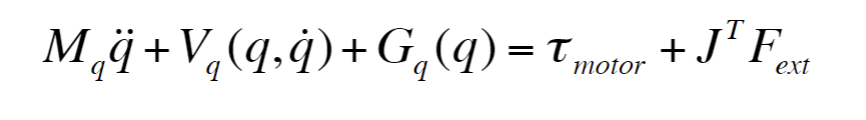 M_q q̈ + V_q (q, q̇) + G_q (q) = τ_motor + J^T F_ext